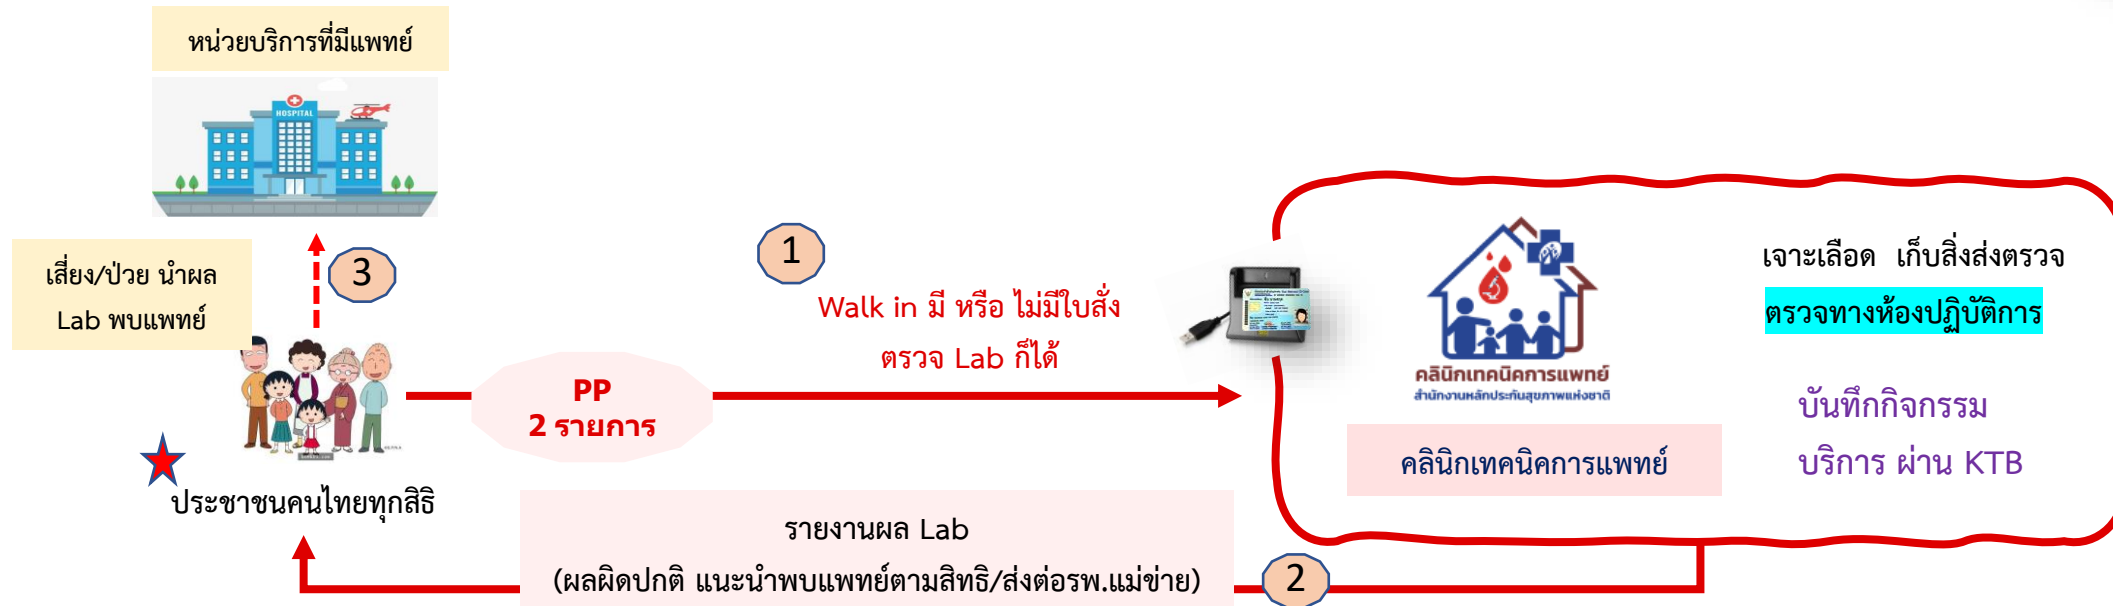 หน่วยบริการที่มีแพทย์
HOSPITAL
เสี่ยง/ป่วย นำผล
Lab พบแพทย์
3
1
Walk in มี หรือ ไม่มีใบสั่ง
ตรวจ Lab ก็ได้
PP
2 รายการ
ประชาชนคนไทยทุกสิธิ
คลินิกเทคนิคการแพทย์
สำนักงานหลักประกันสุขภาพแห่งชาติ
คลินิกเทคนิคการแพทย์
เจาะเลือด เก็บสิ่งส่งตรวจ
ตรวจทางห้องปฏิบัติการ
บันทึกกิจกรรม
บริการ ผ่าน KTB
รายงานผล Lab
(ผลผิดปกติ แนะนำพบแพทย์ตามสิทธิ/ส่งต่อรพ.แม่ข่าย)
2